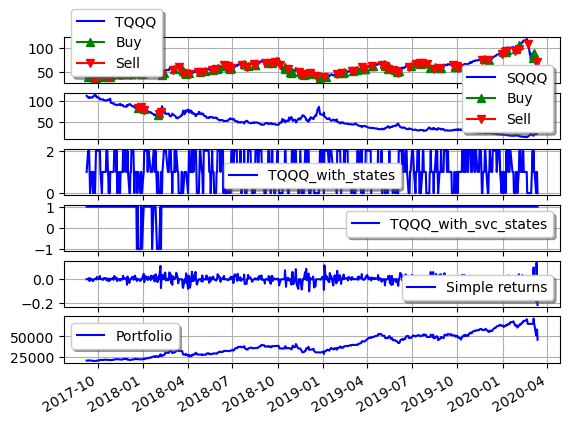 TQQQ
Buy
Sell
100
50
SQQQ
Buy
Sell
100
50
2
0
TQQQ_with_states
1
0
−1
TQQQ_with_svc_states
0.0
−0.2
Simple returns
50000
25000
Portfolio
2017-10
2018-01
2018-04
2018-07
2018-10
2019-01
2019-04
2019-07
2019-10
2020-01
2020-04